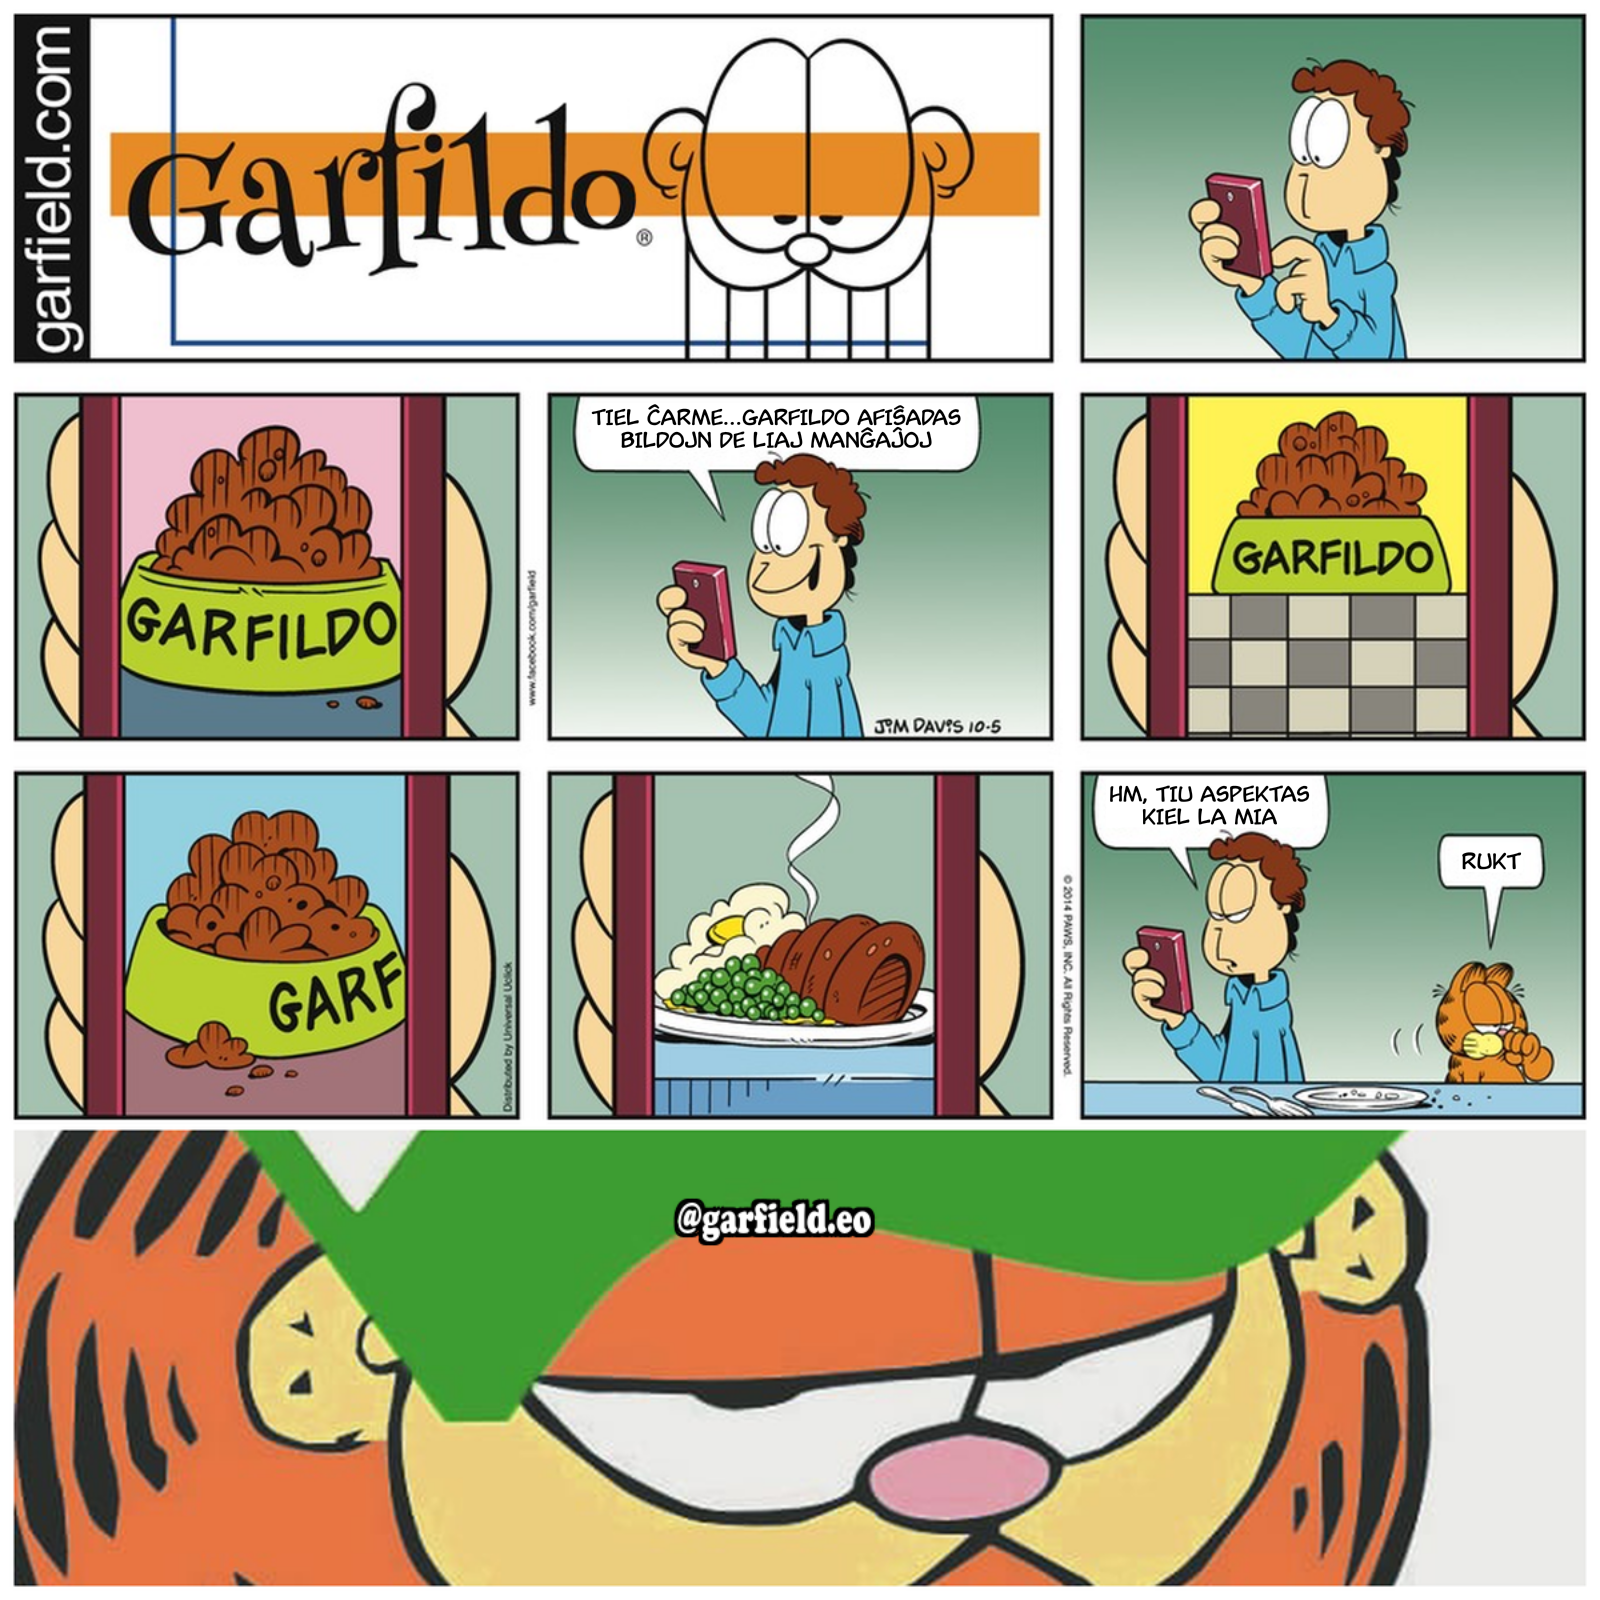 garfield.com
Garfildo
®
GARFILDO
www.facebook.com/garfield
TIEL ĈARME...GARFILDO AFIŜADAS
BILDOJN DE LIAJ MANĜAĴOJ
JIM DAVIS 10-5
GARFILDO
GARF
Distributed by Universal Uclick
© 2014 PAWS, INC. All Rights Reserved.
HM, TIU ASPEKTAS
KIEL LA MIA
RUKT
@garfield.eo